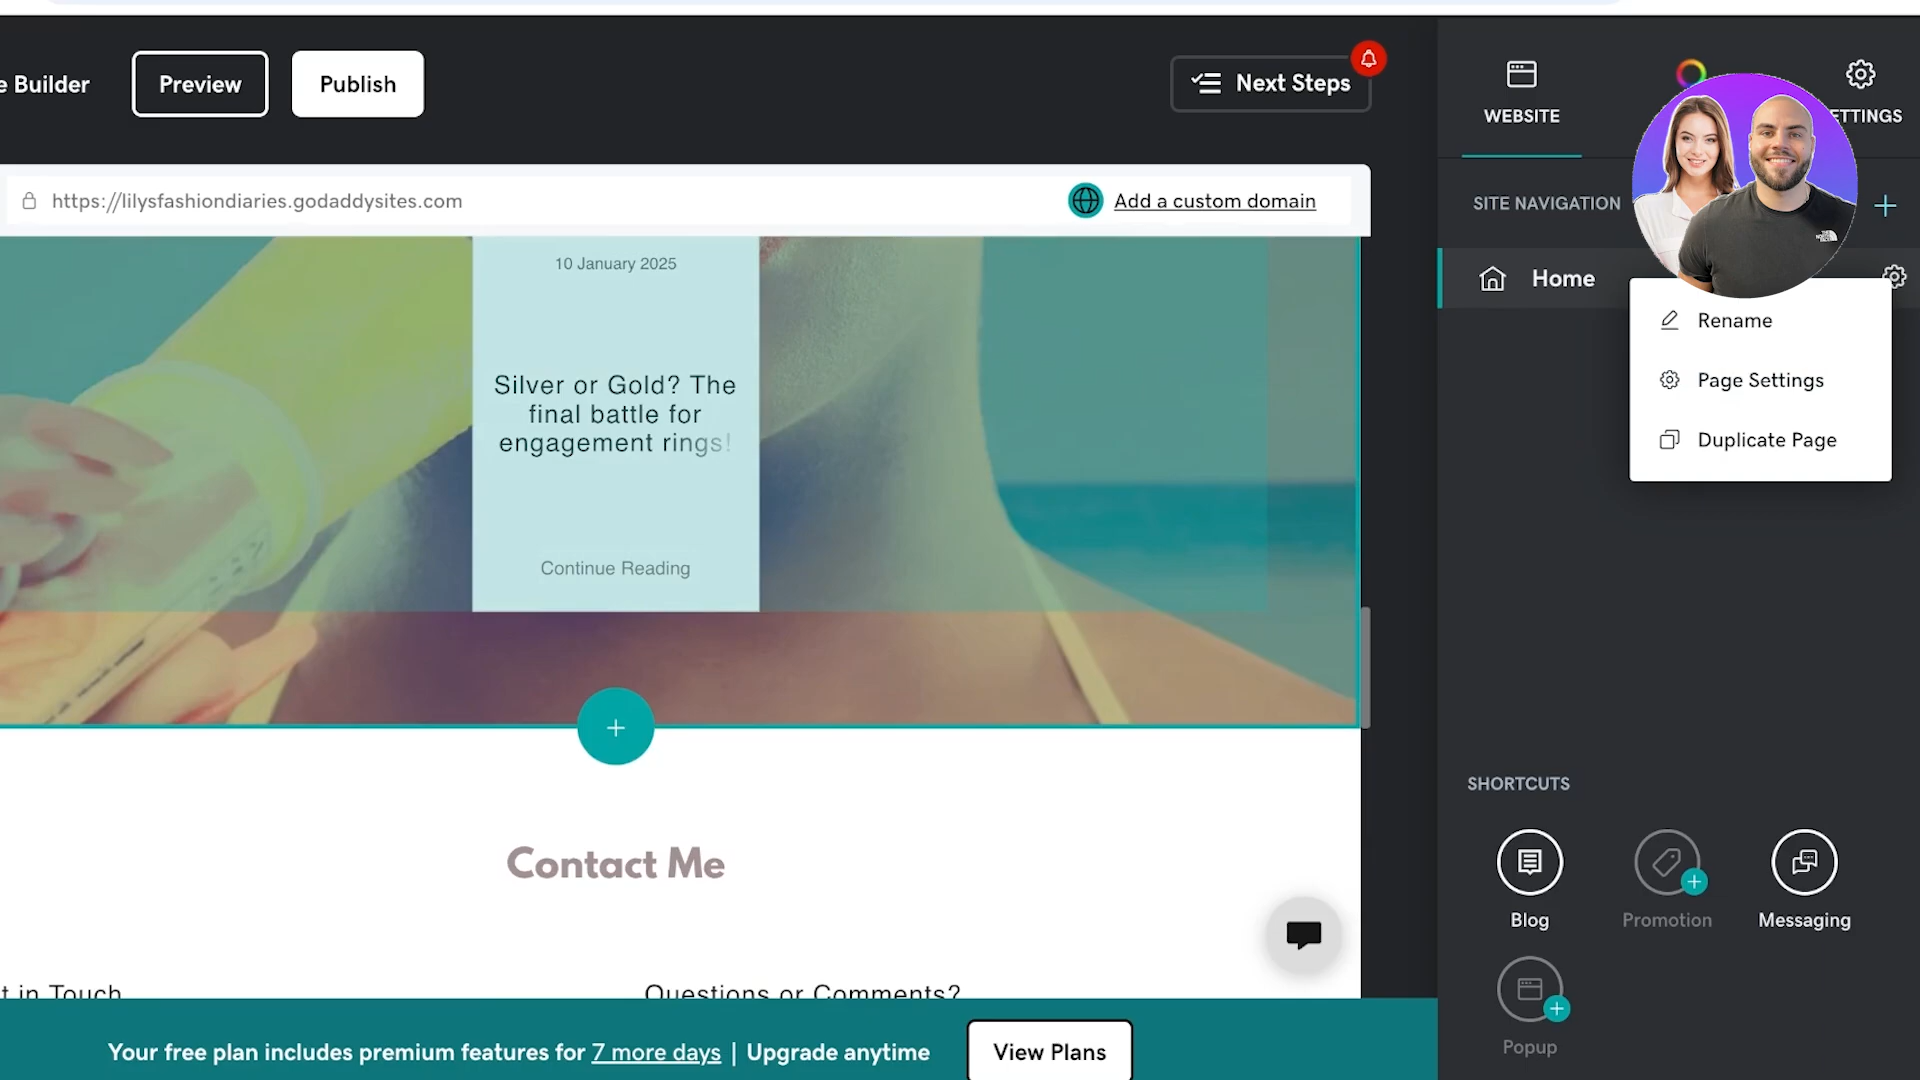 e Builder
Preview
Publish
Next Steps
https://lilysfashiondiaries.godaddysites.com
Add a custom domain
10 January 2025
Silver or Gold? The
final battle for
engagement rings!
Continue Reading
Contact Me
t in Touch
Questions or Comments?
Your free plan includes premium features for 7 more days | Upgrade anytime
View Plans
WEBSITE
ETTINGS
SITE NAVIGATION
Home
Rename
Page Settings
Duplicate Page
SHORTCUTS
Blog
Promotion
Messaging
Popup